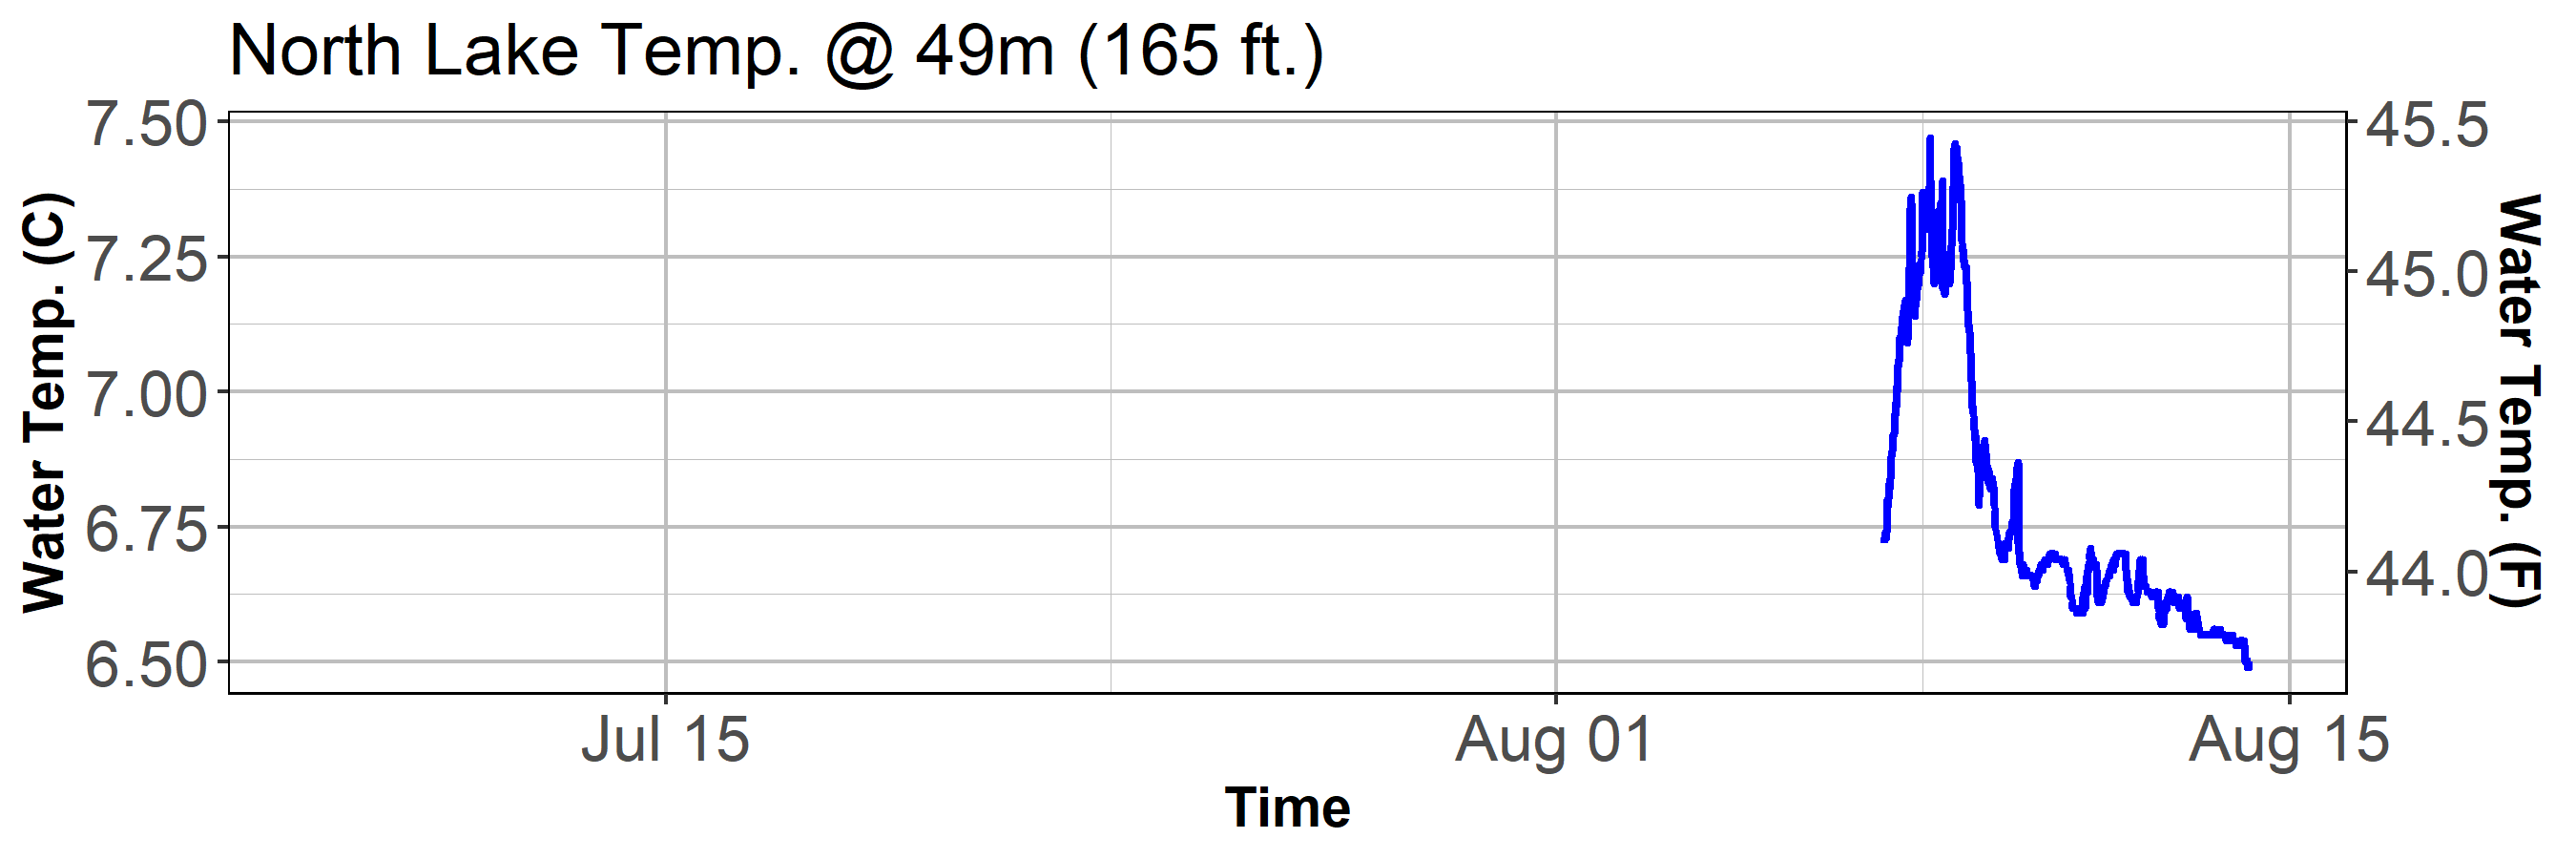 North Lake Temp. @ 49m (165 ft.)
Water Temp. (C)
7.50
7.25
7.00
6.75
6.50
45.5
45.0
44.5
44.0
Water Temp. (F)
Jul 15
Aug 01
Aug 15
Time